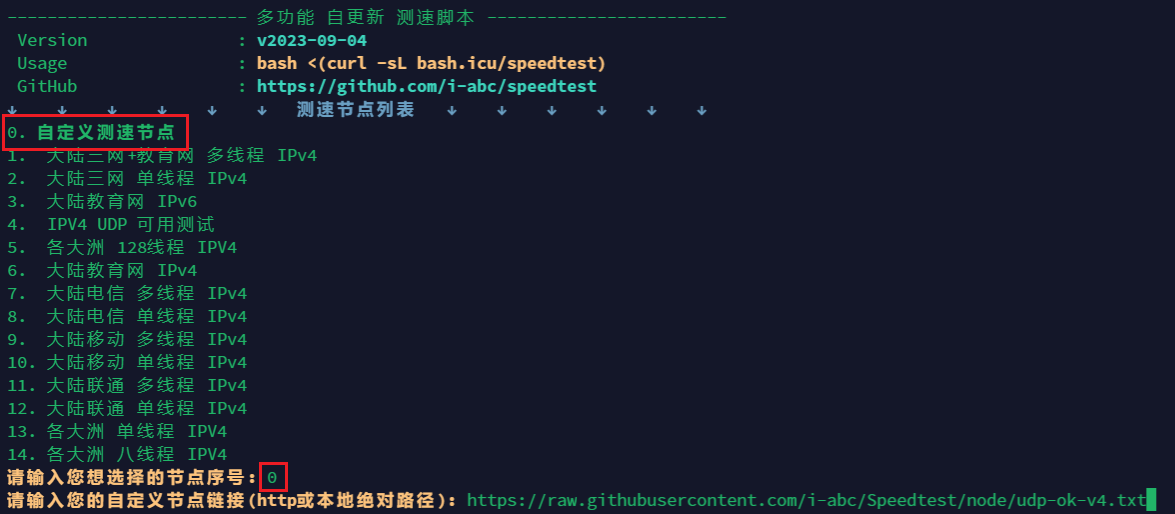 ------------------------ 多功能 自更新 测速脚本 ------------------------
Version : v2023-09-04
Usage : bash <(curl -sL bash.icu/speedtest)
GitHub : https://github.com/i-abc/speedtest
↓ ↓ ↓ ↓ ↓ ↓ 测速节点列表 ↓ ↓ ↓ ↓ ↓ ↓
0. 自定义测速节点
1. 大陆三网+教育网 多线程 IPv4
2. 大陆三网 单线程 IPv4
3. 大陆教育网 IPv6
4. IPV4 UDP 可用测试
5. 各大洲 128线程 IPV4
6. 大陆教育网 IPv4
7. 大陆电信 多线程 IPv4
8. 大陆电信 单线程 IPv4
9. 大陆移动 多线程 IPv4
10. 大陆移动 单线程 IPv4
11. 大陆联通 多线程 IPv4
12. 大陆联通 单线程 IPv4
13. 各大洲 单线程 IPV4
14. 各大洲 八线程 IPV4
请输入您想选择的节点序号: 0
请输入您的自定义节点链接(http或本地绝对路径): https://raw.githubusercontent.com/i-abc/Speedtest/node/udp-ok-v4.txt